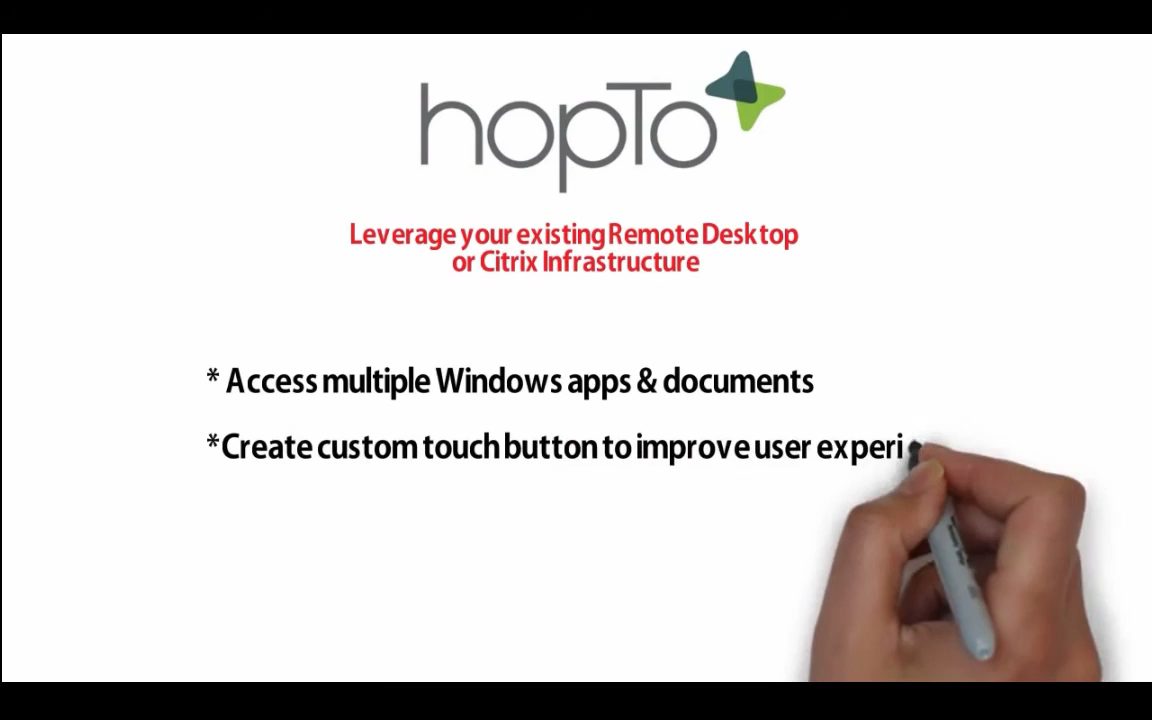 hopTo
Leverage your existing Remote Desktop
or Citrix Infrastructure
* Access multiple Windows apps & documents
*Create custom touch button to improve user experi